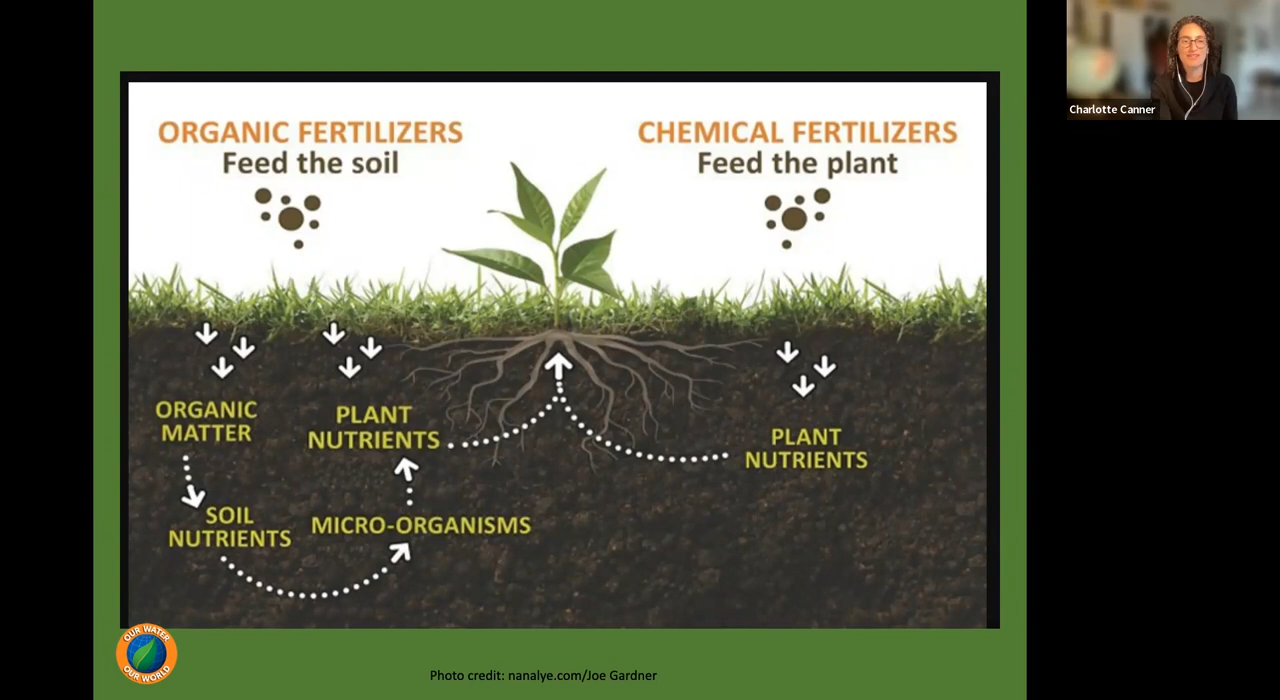 ORGANIC FERTILIZERS
Feed the soil
CHEMICAL FERTILIZERS
Feed the plant
ORGANIC
MATTER
PLANT
NUTRIENTS
PLANT
NUTRIENTS
SOIL
NUTRIENTS
MICRO-ORGANISMS
OUR WATER
OUR WORLD
Photo credit: nanalye.com/Joe Gardner
Charlotte Canner